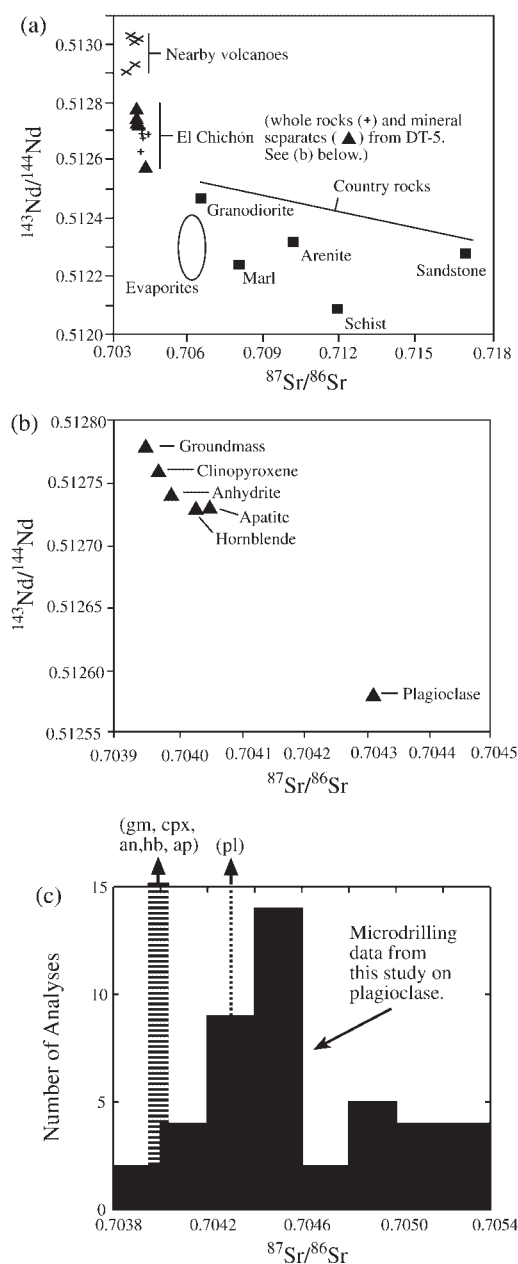 (a)
0.5130
0.5128
0.5126
0.5124
0.5122
0.5120
143Nd/144Nd
Nearby volcanoes
El Chichón
(whole rocks (+) and mineral
separates (▲) from DT-5.
See (b) below.)
Country rocks
Granodiorite
Evaporites
Marl
Arenite
Sandstone
Schist
0.703 0.706 0.709 0.712 0.715 0.718
87Sr/86Sr
(b)
0.51280
0.51275
0.51270
0.51265
0.51260
0.51255
143Nd/144Nd
Groundmass
Clinopyroxene
Anhydrite
Apatite
Hornblende
Plagioclase
0.7039 0.7040 0.7041 0.7042 0.7043 0.7044 0.7045
87Sr/86Sr
(c)
(gm, cpx,
an,hb, ap) (pl)
15
10
5
0
Number of Analyses
Microdrilling
data from
this study on
plagioclase.
0.7038 0.7042 0.7046 0.7050 0.7054
87Sr/86Sr